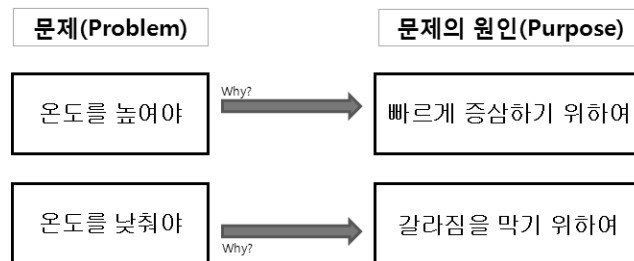 문제(Problem)
문제의 원인(Purpose)
온도를 높여야
Why?
빠르게 증삼하기 위하여
온도를 낮춰야
Why?
갈라짐을 막기 위하여